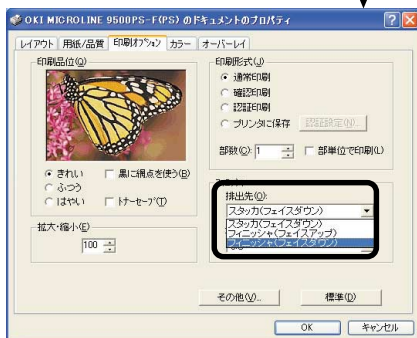 OKI MICROLINE 9500PS-F(PS) のドキュメントのプロパティ
レイアウト 用紙/品質 印刷オプション カラー オーバーレイ
印刷品位(Q)
きれい
ふつう
はやい
黒に網点を使う(B)
トナーセーブ(T)
拡大・縮小(E)
100
印刷形式(J)
通常印刷
確認印刷
認証印刷
プリンタに保存 認証設定(N)...
部数(C): 1 部単位で印刷(L)
排出先(O):
スタッカ(フェイスダウン)
スタッカ(フェイスダウン)
フィニッシャ(フェイスアップ)
フィニッシャ(フェイスダウン)
その他(V)... 標準(D)
OK キャンセル